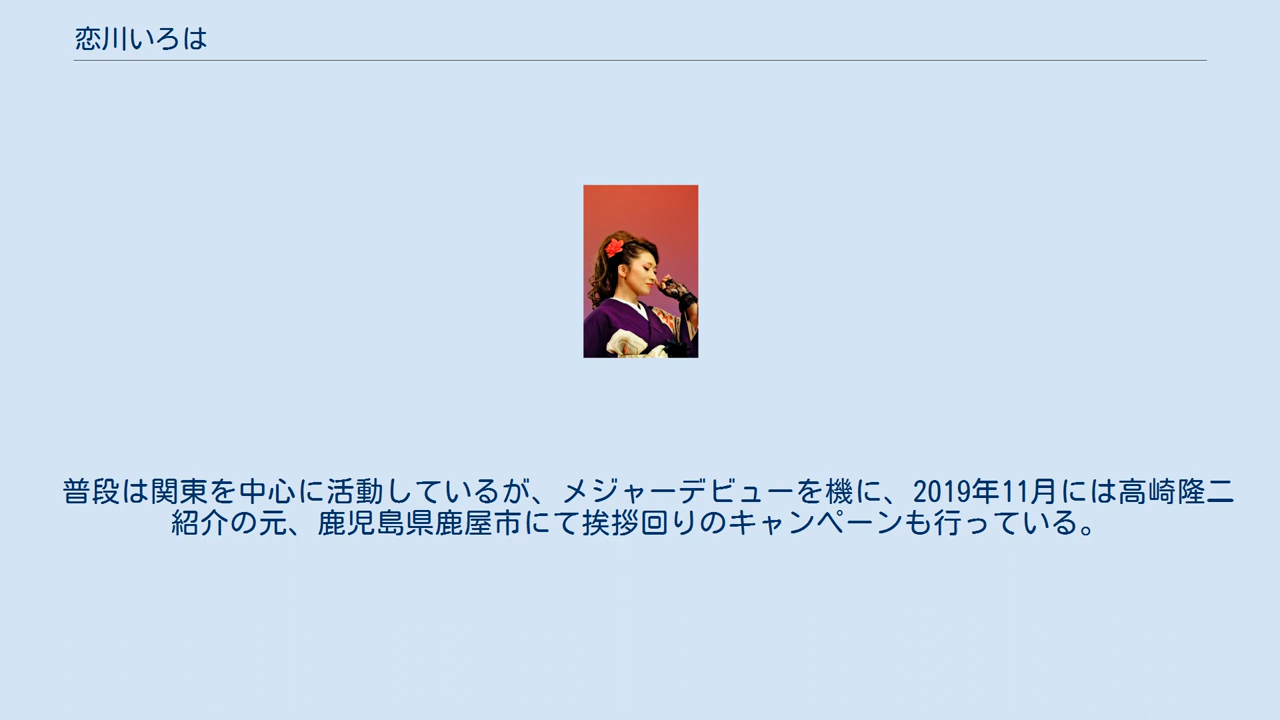 恋川いろは
普段は関東を中心に活動しているが、メジャーデビューを機に、2019年11月には高崎隆二
紹介の元、鹿児島県鹿屋市にて挨拶回りのキャンペーンも行っている。